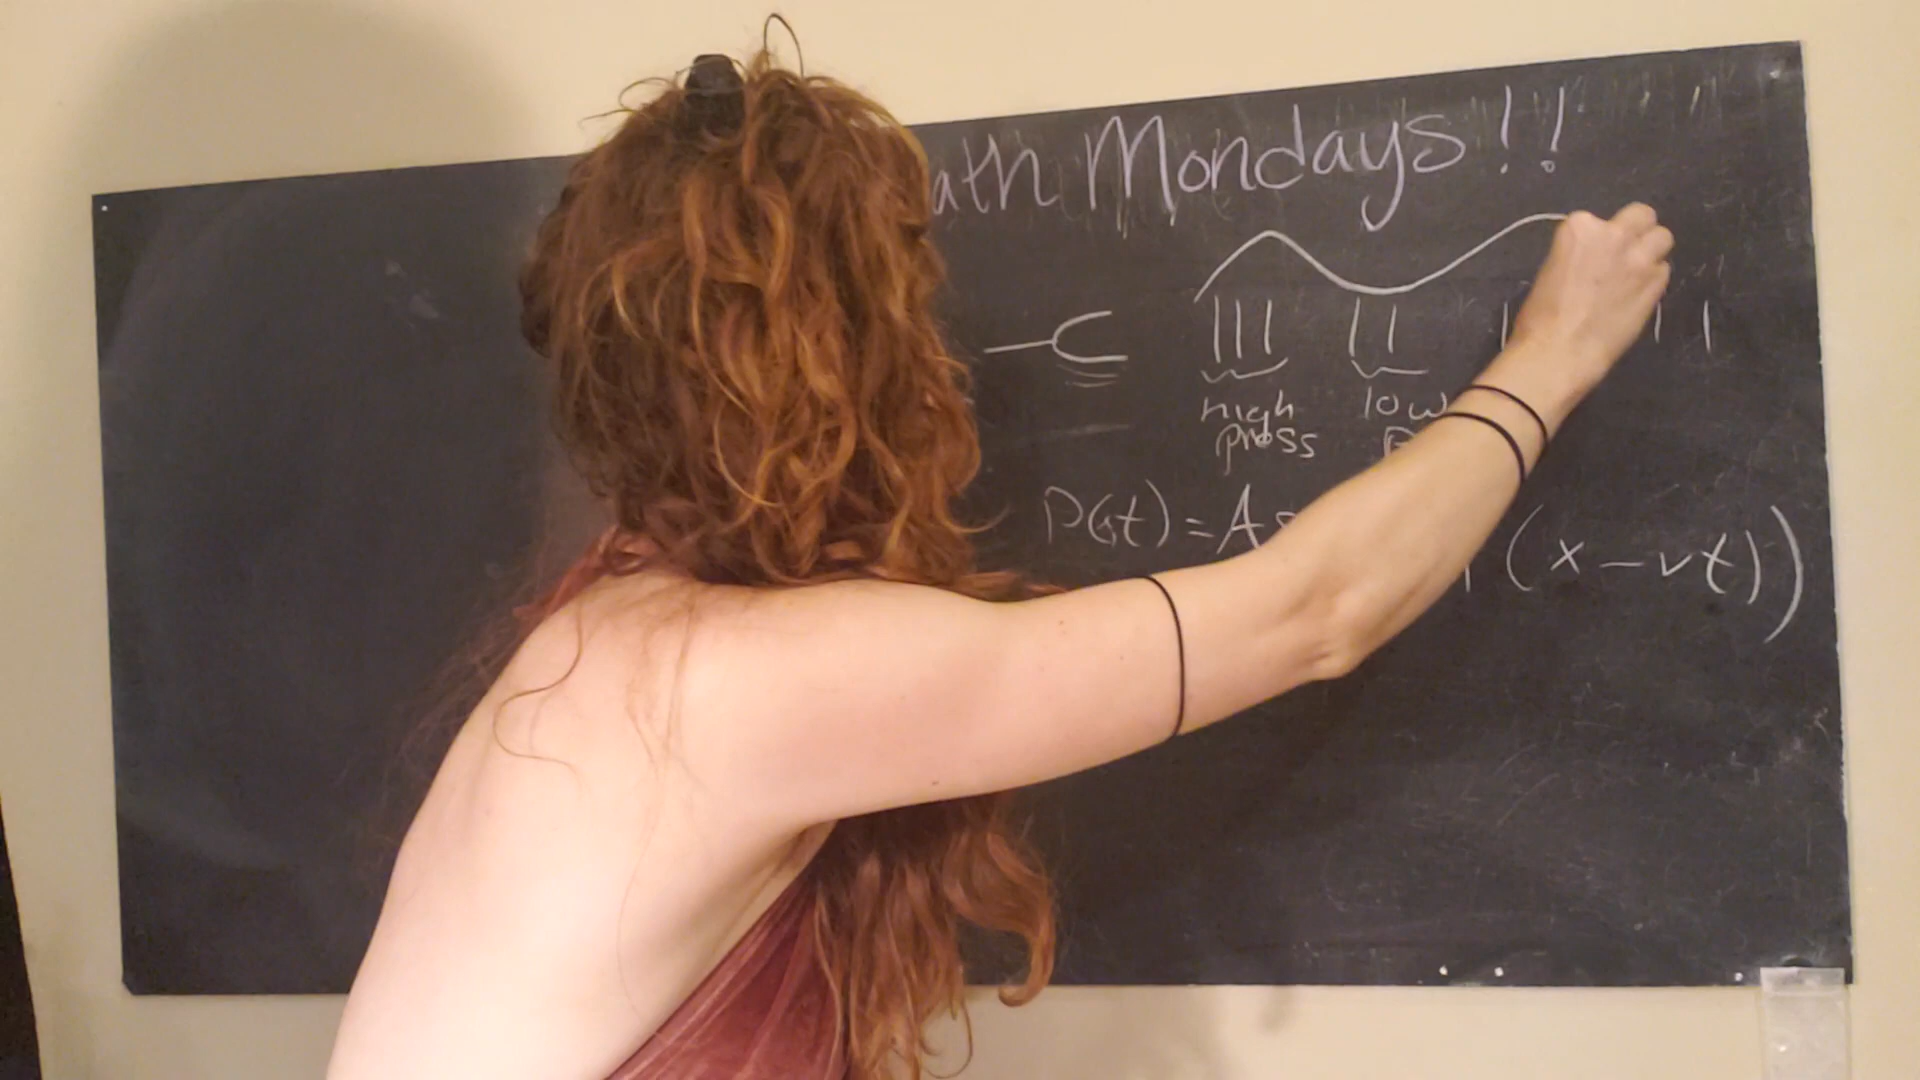 ath Mondays!!
high low
press
P(t) = A
(x-vt))